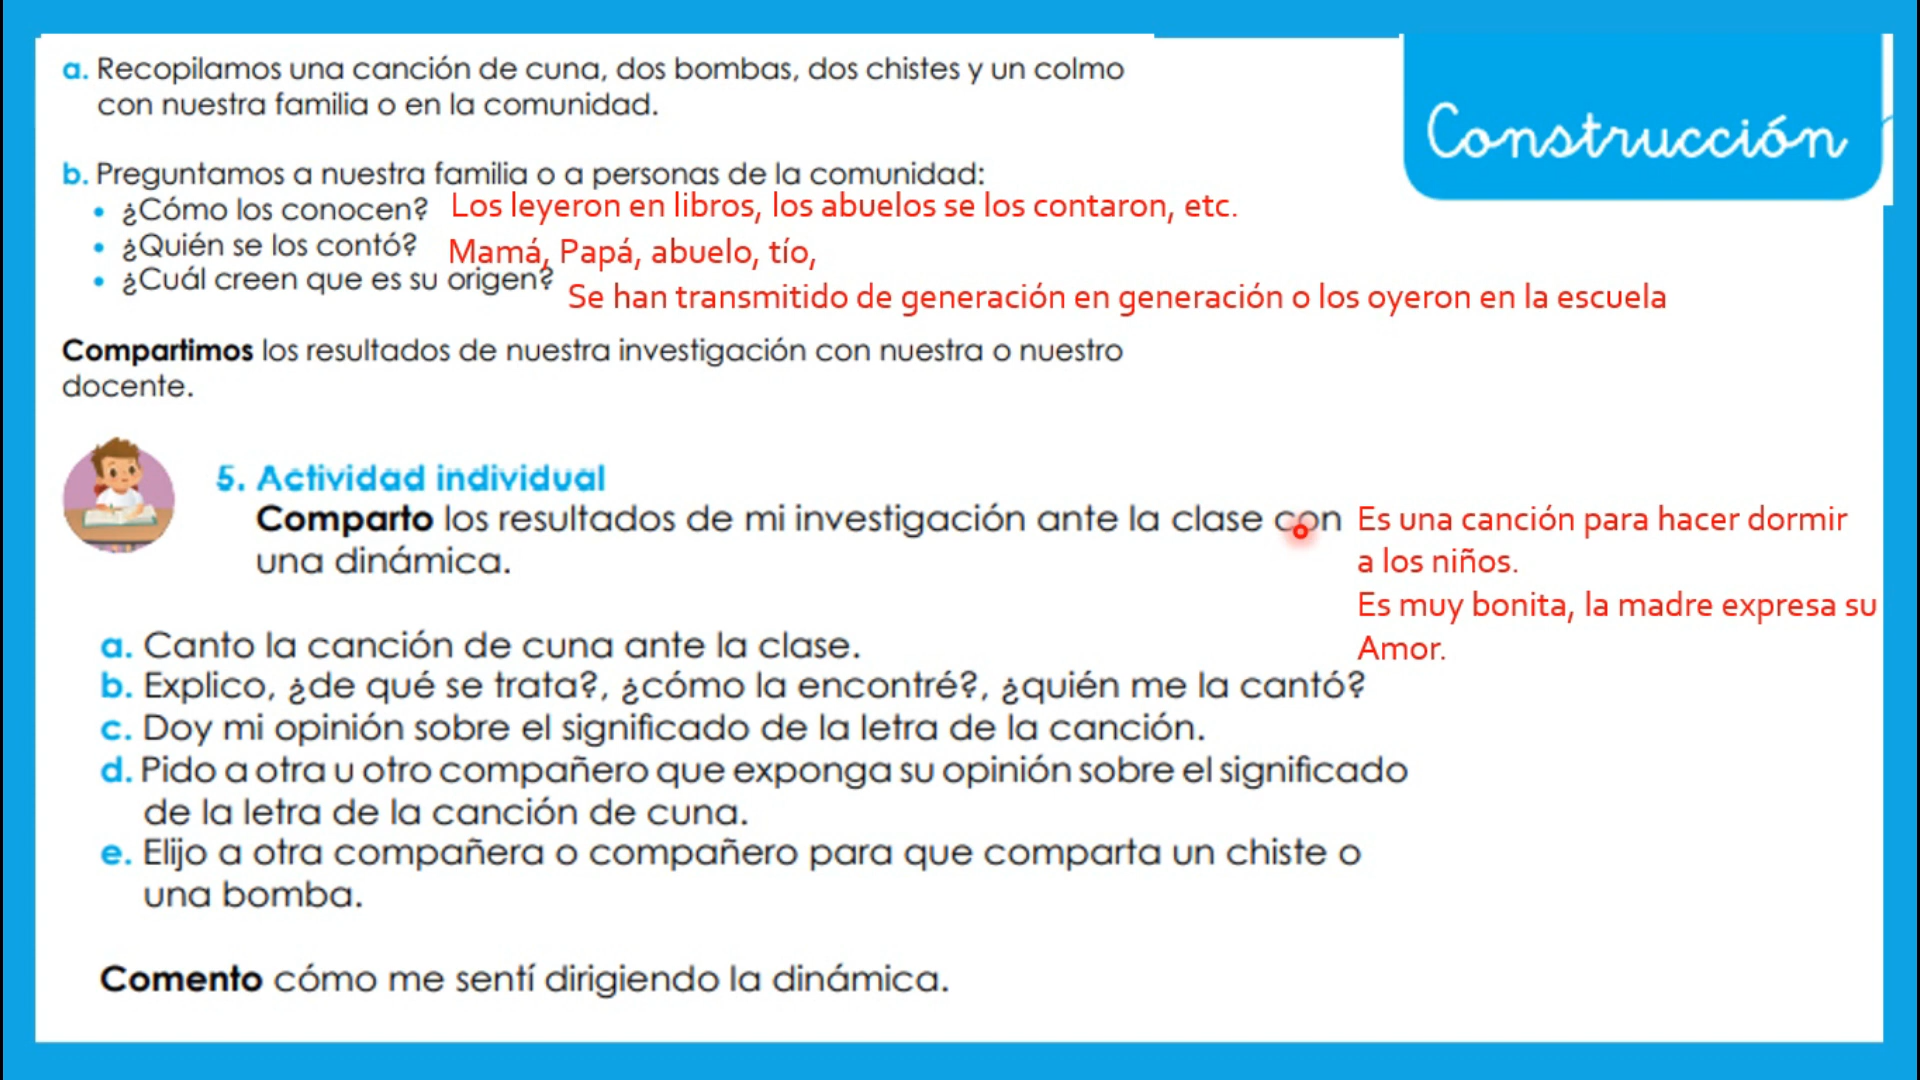 a. Recopilamos una canción de cuna, dos bombas, dos chistes y un colmo
con nuestra familia o en la comunidad.
Construcción
b. Preguntamos a nuestra familia o a personas de la comunidad:
• ¿Cómo los conocen? Los leyeron en libros, los abuelos se los contaron, etc.
• ¿Quién se los contó? Mamá, Papá, abuelo, tío,
• ¿Cuál creen que es su origen? Se han transmitido de generación en generación o los oyeron en la escuela
Compartimos los resultados de nuestra investigación con nuestra o nuestro
docente.
5. Actividad individual
Comparto los resultados de mi investigación ante la clase con
una dinámica.
Es una canción para hacer dormir
a los niños.
Es muy bonita, la madre expresa su
Amor.
a. Canto la canción de cuna ante la clase.
b. Explico, ¿de qué se trata?, ¿cómo la encontré?, ¿quién me la cantó?
c. Doy mi opinión sobre el significado de la letra de la canción.
d. Pido a otra u otro compañero que exponga su opinión sobre el significado
de la letra de la canción de cuna.
e. Elijo a otra compañera o compañero para que comparta un chiste o
una bomba.
Comento cómo me sentí dirigiendo la dinámica.